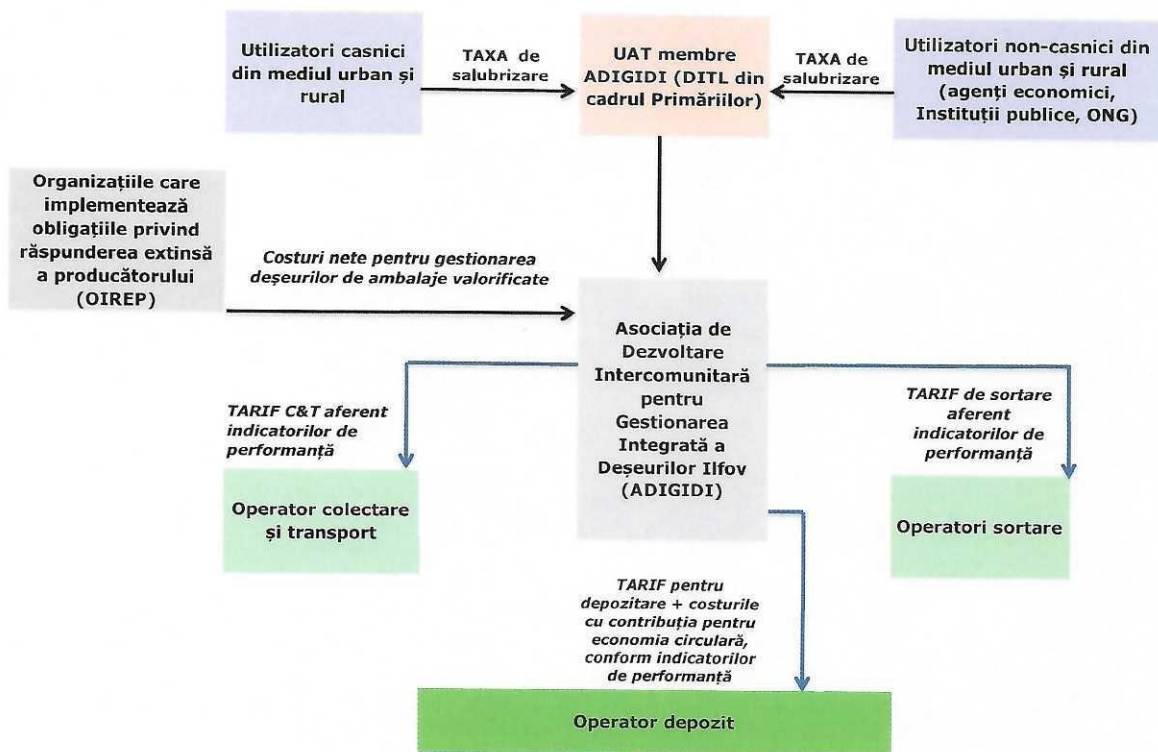 Utilizatori casnici
din mediul urban și
rural
TAXA de
salubrizare
UAT membre
ADIGIDI (DITL din
cadrul Primăriilor)
TAXA de
salubrizare
Utilizatori non-casnici din
mediul urban și rural
(agenți economici,
Instituții publice, ONG)
Organizațiile care
implementează
obligațiile privind
răspunderea extinsă
a producătorului
(OIREP)
Costuri nete pentru gestionarea
deșeurilor de ambalaje valorificate
Asociația de
Dezvoltare
Intercomunitară
pentru
Gestionarea
Integrată a
Deșeurilor Ilfov
(ADIGIDI)
TARIF C&T aferent
indicatorilor de
performanță
TARIF de sortare
aferent
indicatorilor de
performanță
Operator colectare
și transport
Operatori sortare
TARIF pentru
depozitare + costurile
cu contribuția pentru
economia circulară,
conform indicatorilor
de performanță
Operator depozit